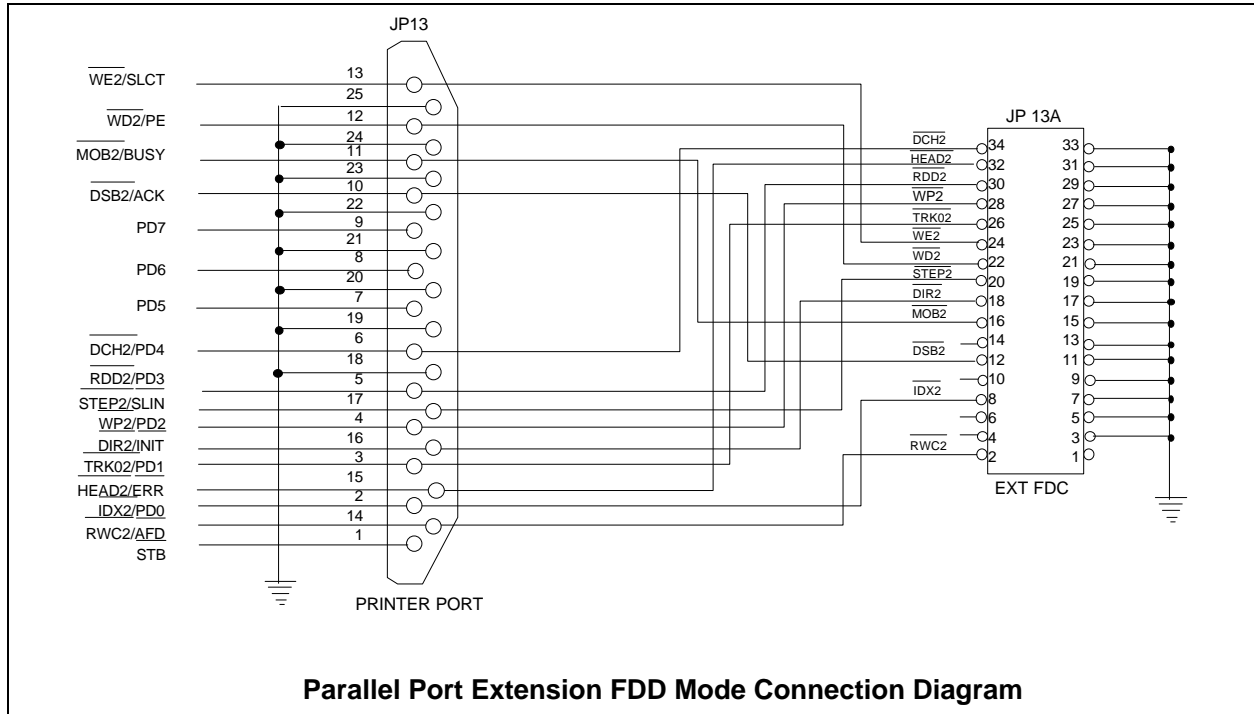 JP13
WE2/SLCT
WD2/PE
MOB2/BUSY
DSB2/ACK
PD7
PD6
PD5
DCH2/PD4
RDD2/PD3
STEP2/SLIN
WP2/PD2
DIR2/INIT
TRK02/PD1
HEAD2/ERR
IDX2/PD0
RWC2/AFD
STB
13
25
12
24
11
23
10
22
9
21
8
20
7
19
6
18
5
17
4
16
3
15
2
14
1
PRINTER PORT
JP 13A
DCH2
HEAD2
RDD2
WP2
TRK02
WE2
WD2
STEP2
DIR2
MOB2
DSB2
IDX2
RWC2
34 33
32 31
30 29
28 27
26 25
24 23
22 21
20 19
18 17
16 15
14 13
12 11
10 9
8 7
6 5
4 3
2 1
EXT FDC
Parallel Port Extension FDD Mode Connection Diagram